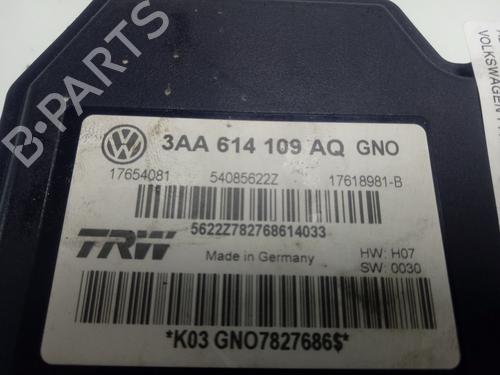 B-PARTS
VOLKSWAGEN
3AA 614 109 AQ GNO
17654081 54085622Z 17618981-B
5622Z782768614033
TRW
Made in Germany
HW: H07
SW: 0030
*K03 GNO7827686$*